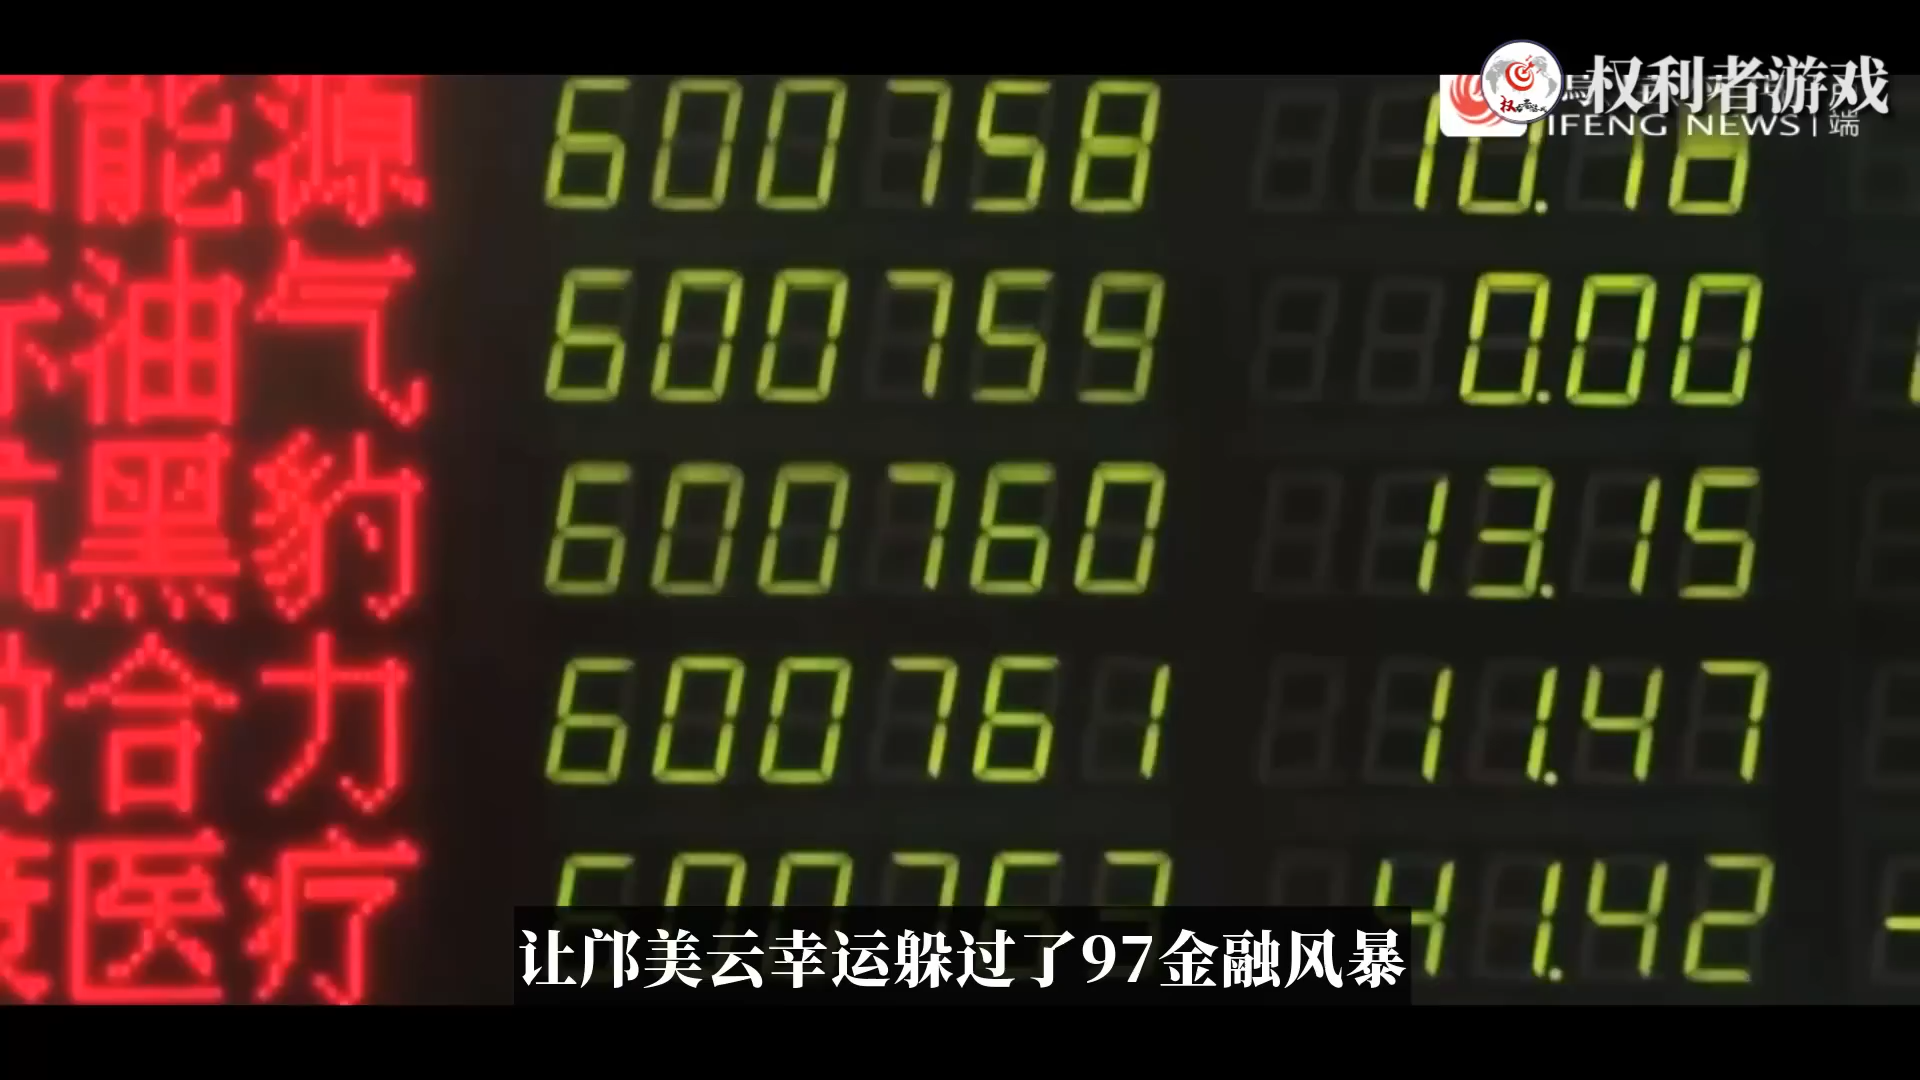 权利者游戏
IFENG NEWS 端
能源 600758 10.16
油气 600759 0.00
黑豹 600760 13.15
合力 600761 11.47
医疗 600763 41.42
让邝美云幸运躲过了97金融风暴